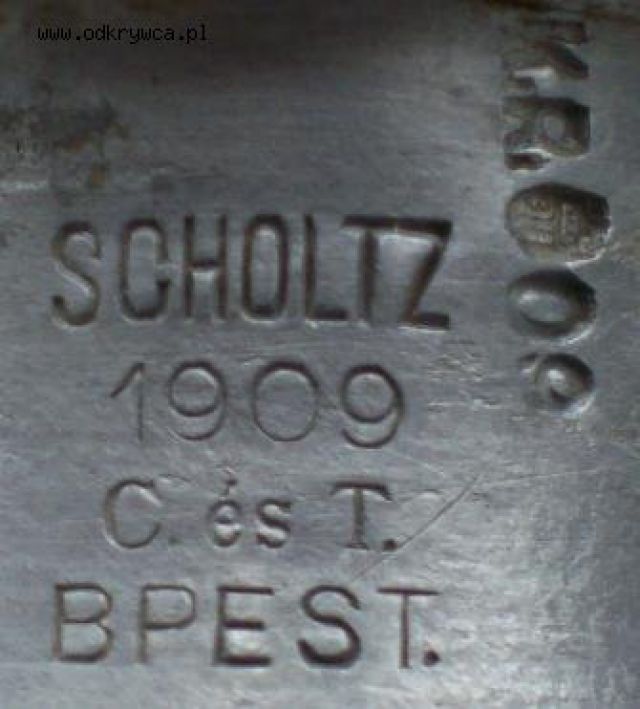 www.odkrywca.pl
SCHOLTZ
1909
C. és T.
BPEST.